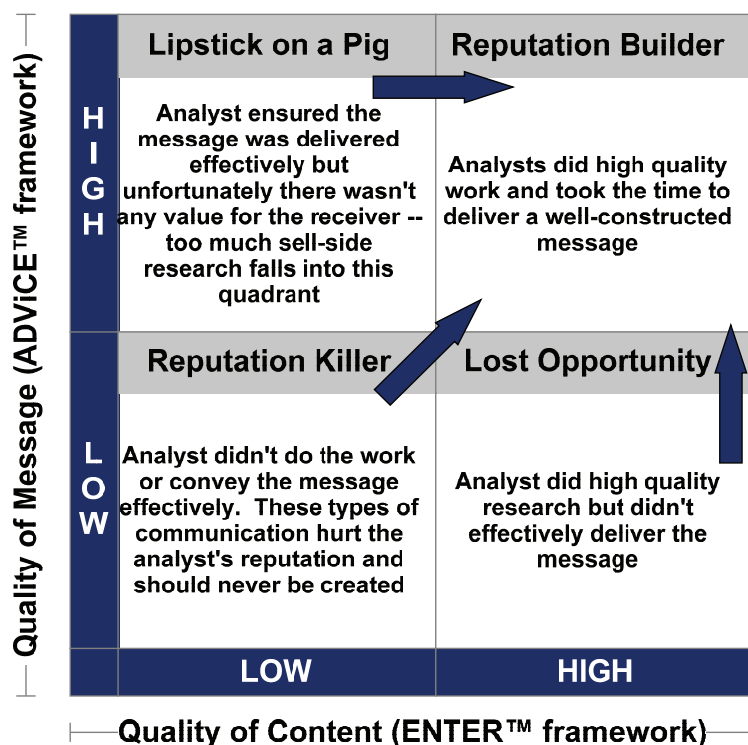 Quality of Message (ADViCE™ framework)
HIGH
Lipstick on a Pig
Analyst ensured the
message was delivered
effectively but
unfortunately there wasn't
any value for the receiver --
too much sell-side
research falls into this
quadrant
Reputation Builder
Analysts did high quality
work and took the time to
deliver a well-constructed
message
LOW
Reputation Killer
Analyst didn't do the work
or convey the message
effectively.  These types of
communication hurt the
analyst's reputation and
should never be created
Lost Opportunity
Analyst did high quality
research but didn't
effectively deliver the
message
LOW
HIGH
Quality of Content (ENTER™ framework)